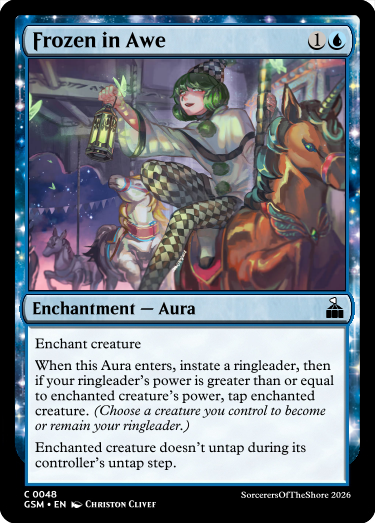 Frozen in Awe 1
Enchantment — Aura
Enchant creature
When this Aura enters, instate a ringleader, then
if your ringleader's power is greater than or equal
to enchanted creature's power, tap enchanted
creature. (Choose a creature you control to become
or remain your ringleader.)
Enchanted creature doesn't untap during its
controller's untap step.
C 0048
GSM • EN Christon Clivef
SorcerersOfTheShore 2026